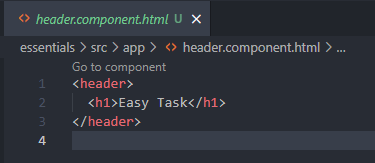 header.component.html U
essentials > src > app > header.component.html > ...
Go to component
1 <header>
2 <h1>Easy Task</h1>
3 </header>
4